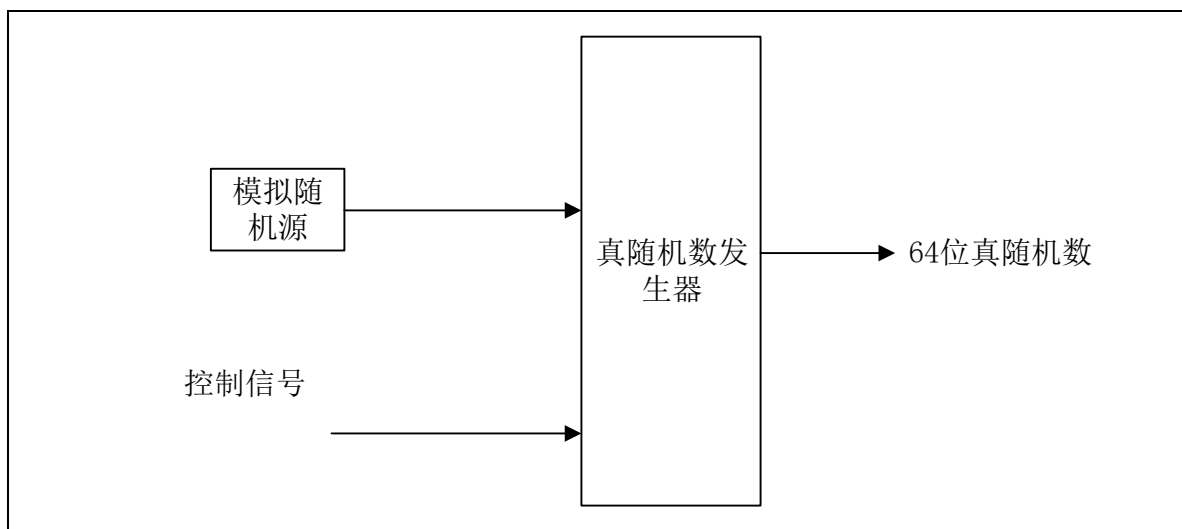 模拟随
机源
真随机数发
生器
64位真随机数
控制信号